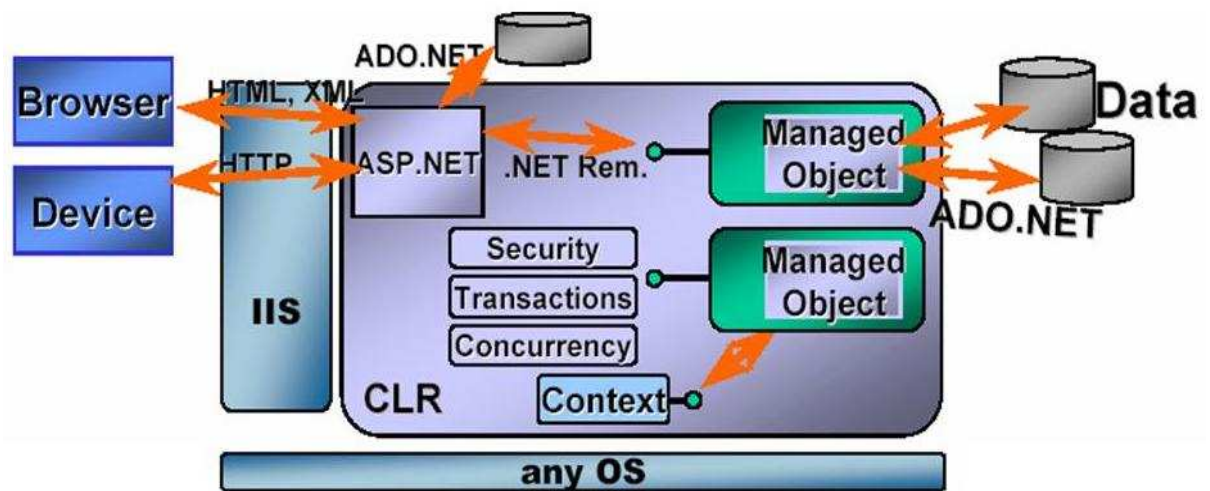 ADO.NET
Browser
HTML, XML
Data
Managed
Object
HTTP
ASP.NET
.NET Rem.
Device
ADO.NET
Security
Managed
Object
Transactions
IIS
Concurrency
CLR
Context
any OS